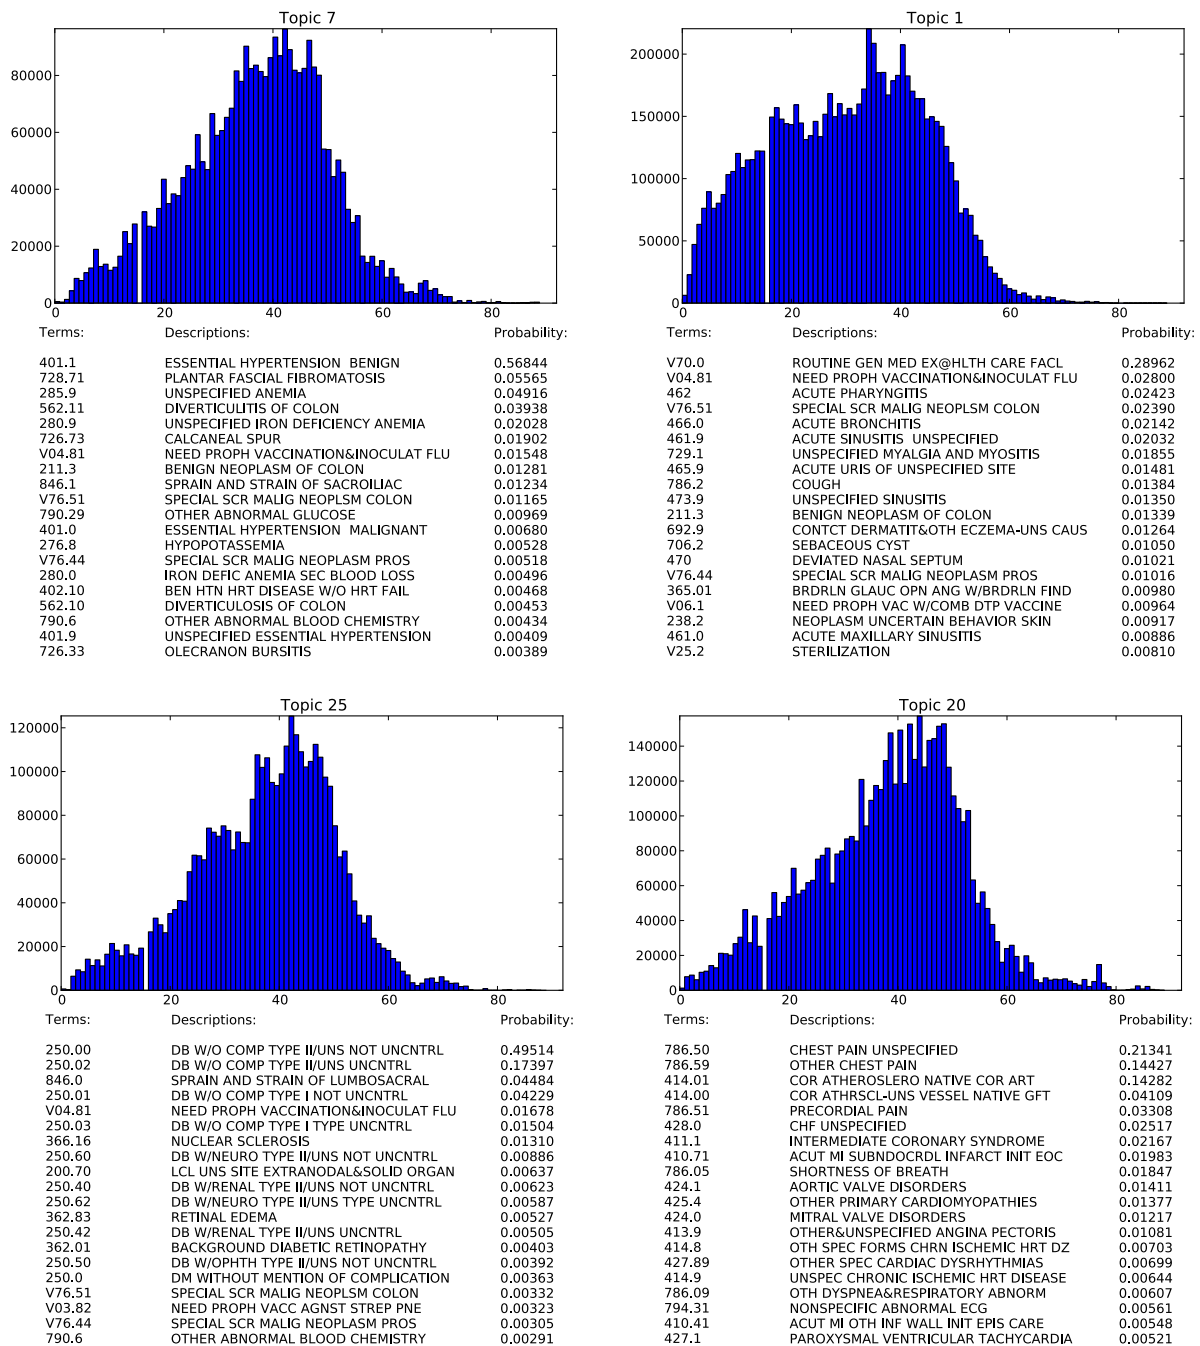 Topic 7
80000
60000
40000
20000
0
0 20 40 60 80
Terms: Descriptions: Probability:
401.1 ESSENTIAL HYPERTENSION  BENIGN 0.56844
728.71 PLANTAR FASCIAL FIBROMATOSIS 0.05565
285.9 UNSPECIFIED ANEMIA 0.04916
562.11 DIVERTICULITIS OF COLON 0.03938
280.9 UNSPECIFIED IRON DEFICIENCY ANEMIA 0.02028
726.73 CALCANEAL SPUR 0.01902
V04.81 NEED PROPH VACCINATION&INOCULAT FLU 0.01548
211.3 BENIGN NEOPLASM OF COLON 0.01281
846.1 SPRAIN AND STRAIN OF SACROILIAC 0.01234
V76.51 SPECIAL SCR MALIG NEOPLSM COLON 0.01165
790.29 OTHER ABNORMAL GLUCOSE 0.00969
401.0 ESSENTIAL HYPERTENSION  MALIGNANT 0.00680
276.8 HYPOPOTASSEMIA 0.00528
V76.44 SPECIAL SCR MALIG NEOPLASM PROS 0.00518
280.0 IRON DEFIC ANEMIA SEC BLOOD LOSS 0.00496
402.10 BEN HTN HRT DISEASE W/O HRT FAIL 0.00468
562.10 DIVERTICULOSIS OF COLON 0.00453
790.6 OTHER ABNORMAL BLOOD CHEMISTRY 0.00434
401.9 UNSPECIFIED ESSENTIAL HYPERTENSION 0.00409
726.33 OLECRANON BURSITIS 0.00389
Topic 1
200000
150000
100000
50000
0
0 20 40 60 80
Terms: Descriptions: Probability:
V70.0 ROUTINE GEN MED EX@HLTH CARE FACL 0.28962
V04.81 NEED PROPH VACCINATION&INOCULAT FLU 0.02800
462 ACUTE PHARYNGITIS 0.02423
V76.51 SPECIAL SCR MALIG NEOPLSM COLON 0.02390
466.0 ACUTE BRONCHITIS 0.02142
461.9 ACUTE SINUSITIS  UNSPECIFIED 0.02032
729.1 UNSPECIFIED MYALGIA AND MYOSITIS 0.01855
465.9 ACUTE URIS OF UNSPECIFIED SITE 0.01481
786.2 COUGH 0.01384
473.9 UNSPECIFIED SINUSITIS 0.01350
211.3 BENIGN NEOPLASM OF COLON 0.01339
692.9 CONTCT DERMATIT&OTH ECZEMA-UNS CAUS 0.01264
706.2 SEBACEOUS CYST 0.01050
470 DEVIATED NASAL SEPTUM 0.01021
V76.44 SPECIAL SCR MALIG NEOPLASM PROS 0.01016
365.01 BRDRLN GLAUC OPN ANG W/BRDRLN FIND 0.00980
V06.1 NEED PROPH VAC W/COMB DTP VACCINE 0.00964
238.2 NEOPLASM UNCERTAIN BEHAVIOR SKIN 0.00917
461.0 ACUTE MAXILLARY SINUSITIS 0.00886
V25.2 STERILIZATION 0.00810
Topic 25
120000
100000
80000
60000
40000
20000
0
0 20 40 60 80
Terms: Descriptions: Probability:
250.00 DB W/O COMP TYPE II/UNS NOT UNCNTRL 0.49514
250.02 DB W/O COMP TYPE II/UNS UNCNTRL 0.17397
846.0 SPRAIN AND STRAIN OF LUMBOSACRAL 0.04484
250.01 DB W/O COMP TYPE I NOT UNCNTRL 0.04229
V04.81 NEED PROPH VACCINATION&INOCULAT FLU 0.01678
250.03 DB W/O COMP TYPE I TYPE UNCNTRL 0.01504
366.16 NUCLEAR SCLEROSIS 0.01310
250.60 DB W/NEURO TYPE II/UNS NOT UNCNTRL 0.00886
200.70 LCL UNS SITE EXTRANODAL&SOLID ORGAN 0.00637
250.40 DB W/RENAL TYPE II/UNS NOT UNCNTRL 0.00623
250.62 DB W/NEURO TYPE II/UNS TYPE UNCNTRL 0.00587
362.83 RETINAL EDEMA 0.00527
250.42 DB W/RENAL TYPE II/UNS UNCNTRL 0.00505
362.01 BACKGROUND DIABETIC RETINOPATHY 0.00403
250.50 DB W/OPHTH TYPE II/UNS NOT UNCNTRL 0.00392
250.0 DM WITHOUT MENTION OF COMPLICATION 0.00363
V76.51 SPECIAL SCR MALIG NEOPLSM COLON 0.00332
V03.82 NEED PROPH VACC AGNST STREP PNE 0.00323
V76.44 SPECIAL SCR MALIG NEOPLASM PROS 0.00305
790.6 OTHER ABNORMAL BLOOD CHEMISTRY 0.00291
Topic 20
140000
120000
100000
80000
60000
40000
20000
0
0 20 40 60 80
Terms: Descriptions: Probability:
786.50 CHEST PAIN UNSPECIFIED 0.21341
786.59 OTHER CHEST PAIN 0.14427
414.01 COR ATHEROSLERO NATIVE COR ART 0.14282
414.00 COR ATHRSCL-UNS VESSEL NATIVE GFT 0.04109
786.51 PRECORDIAL PAIN 0.03308
428.0 CHF UNSPECIFIED 0.02517
411.1 INTERMEDIATE CORONARY SYNDROME 0.02167
410.71 ACUT MI SUBNDOCRDL INFARCT INIT EOC 0.01983
786.05 SHORTNESS OF BREATH 0.01847
424.1 AORTIC VALVE DISORDERS 0.01411
425.4 OTHER PRIMARY CARDIOMYOPATHIES 0.01377
424.0 MITRAL VALVE DISORDERS 0.01217
413.9 OTHER&UNSPECIFIED ANGINA PECTORIS 0.01081
414.8 OTH SPEC FORMS CHRN ISCHEMIC HRT DZ 0.00703
427.89 OTHER SPEC CARDIAC DYSRHYTHMIAS 0.00699
414.9 UNSPEC CHRONIC ISCHEMIC HRT DISEASE 0.00644
786.09 OTH DYSPNEA&RESPIRATORY ABNORM 0.00607
794.31 NONSPECIFIC ABNORMAL ECG 0.00561
410.41 ACUT MI OTH INF WALL INIT EPIS CARE 0.00548
427.1 PAROXYSMAL VENTRICULAR TACHYCARDIA 0.00521